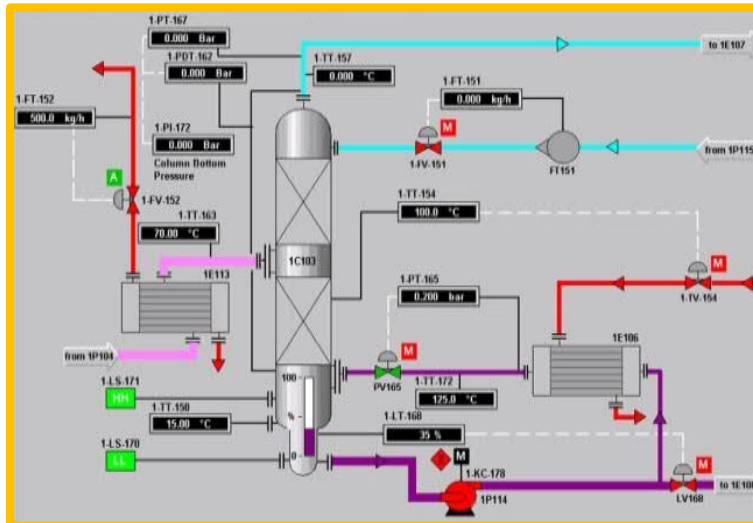 1-PT-167
0.000 Bar
1-PDT-162
0.000 Bar
1-TT-157
0.000 °C
to 1E107
1-FT-152
500.0 kg/h
1-PI-172
0.000 Bar
Column Bottom
Pressure
1-FT-151
0.000 kg/h
M
1-FV-151
FT151
from 1P115
A
1-FV-152
1-TT-163
70.00 °C
1-TT-154
100.0 °C
1E113
1C103
M
1-TV-154
1-PT-165
0.200 bar
from 1P104
1E106
M
PV165
1-LS-171
HH
100
%
0
1-TT-172
125.0 °C
1-TT-150
15.00 °C
1-LT-168
35 %
1-LS-170
LL
M
1-KC-178
1P114
M
LV168